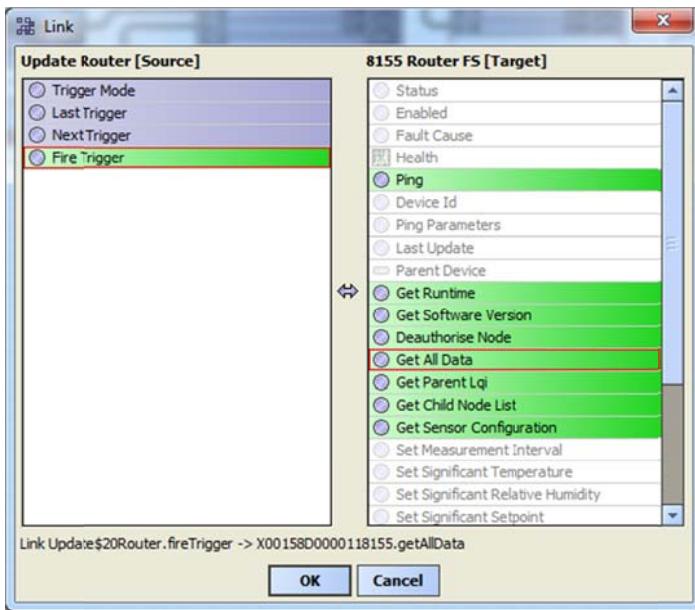 Link
Update Router [Source]
Trigger Mode
Last Trigger
Next Trigger
Fire Trigger
8155 Router FS [Target]
Status
Enabled
Fault Cause
Health
Ping
Device Id
Ping Parameters
Last Update
Parent Device
Get Runtime
Get Software Version
Deauthorise Node
Get All Data
Get Parent Lqi
Get Child Node List
Get Sensor Configuration
Set Measurement Interval
Set Significant Temperature
Set Significant Relative Humidity
Set Significant Setpoint
Link Update$20Router.fireTrigger -> X00158D0000118155.getAllData
OK
Cancel